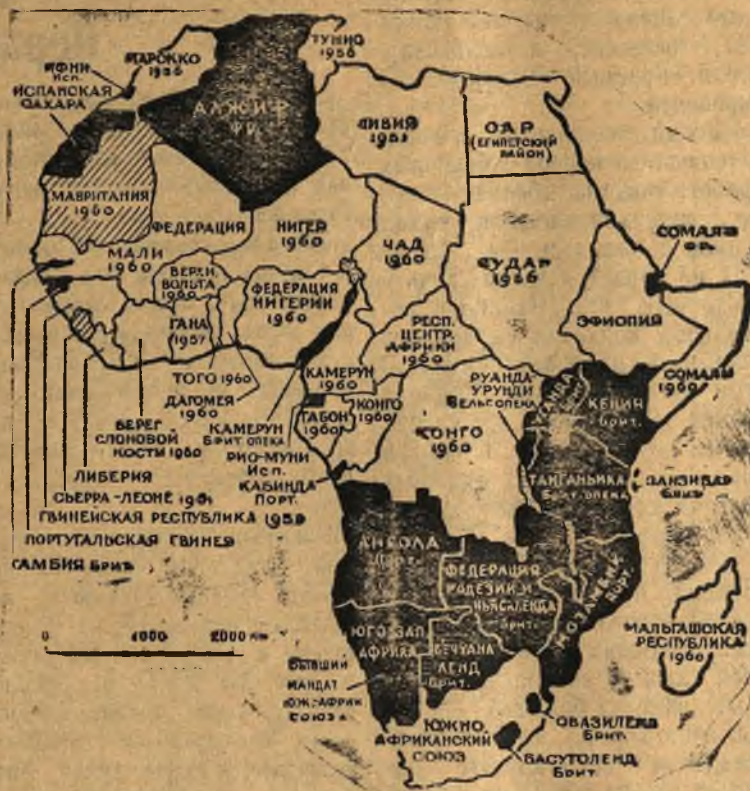 МАРОККО
1956
ТУНИС
1956
ИФНИ
Исп.
ИСПАНСКАЯ
САХАРА
АЛЖИР
ФР.
ЛИВИЯ
1951
ОАР
(ЕГИПЕТСКИЙ
РАЙОН)
МАВРИТАНИЯ
1960
ФЕДЕРАЦИЯ
МАЛИ
1960
НИГЕР
1960
ЧАД
1960
СУДАН
1956
СОМАЛИ
ФР.
ВЕРХН.
ВОЛЬТА
1960
ФЕДЕРАЦИЯ
НИГЕРИИ
1960
ГАНА
1957
РЕСП.
ЦЕНТР.
АФРИКИ
1960
ЭФИОПИЯ
СОМАЛИ
1960
ТОГО 1960
ДАГОМЕЯ
1960
КАМЕРУН
1960
КАМЕРУН
БРИТ ОПЕКА
РУАНДА
УРУНДИ
БЕЛЬГ.ОПЕКА
УГАНДА
КЕНИЯ
Брит.
БЕРЕГ
СЛОНОВОЙ
КОСТИ 1960
ГАБОН
1960
КОНГО
1960
КОНГО
1960
РИО-МУНИ
Исп.
КАБИНДА
ПОРТ.
ТАНГАНЬИКА
Брит. ОПЕКА
ЗАНЗИБАР
Брит
ЛИБЕРИЯ
СЬЕРРА-ЛЕОНЕ 1961
ГВИНЕЙСКАЯ РЕСПУБЛИКА 1958
ПОРТУГАЛЬСКАЯ ГВИНЕЯ
ГАМБИЯ Брит
АНГОЛА
Порт.
ФЕДЕРАЦИЯ
РОДЕЗИИ И
НЬЯСАЛЕНДА
Брит.
МОЗАМБИК
ПОРТ.
0 1000 2000 км
ЮГО-ЗАП.
АФРИКА
БЫВШИЙ
МАНДАТ
ЮЖ.-АФРИК
СОЮЗА
БЕЧУАНА
ЛЕНД
Брит.
МАЛЬГАШСКАЯ
РЕСПУБЛИКА
1960
ЮЖНО
АФРИКАНСКИЙ
СОЮЗ
СВАЗИЛЕНД
Брит.
БАСУТОЛЕНД
Брит.